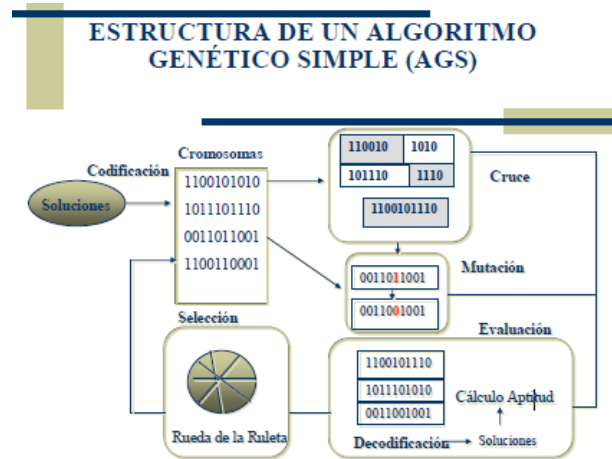 ESTRUCTURA DE UN ALGORITMO
GENÉTICO SIMPLE (AGS)
Codificación
Cromosomas
Soluciones
1100101010
1011101110
0011011001
1100110001
110010 1010
101110 1110
1100101110
Cruce
0011011001
0011001001
Mutación
Selección
Rueda de la Ruleta
Evaluación
1100101110
1011101010
0011001001
Cálculo Aptitud
Decodificación
Soluciones